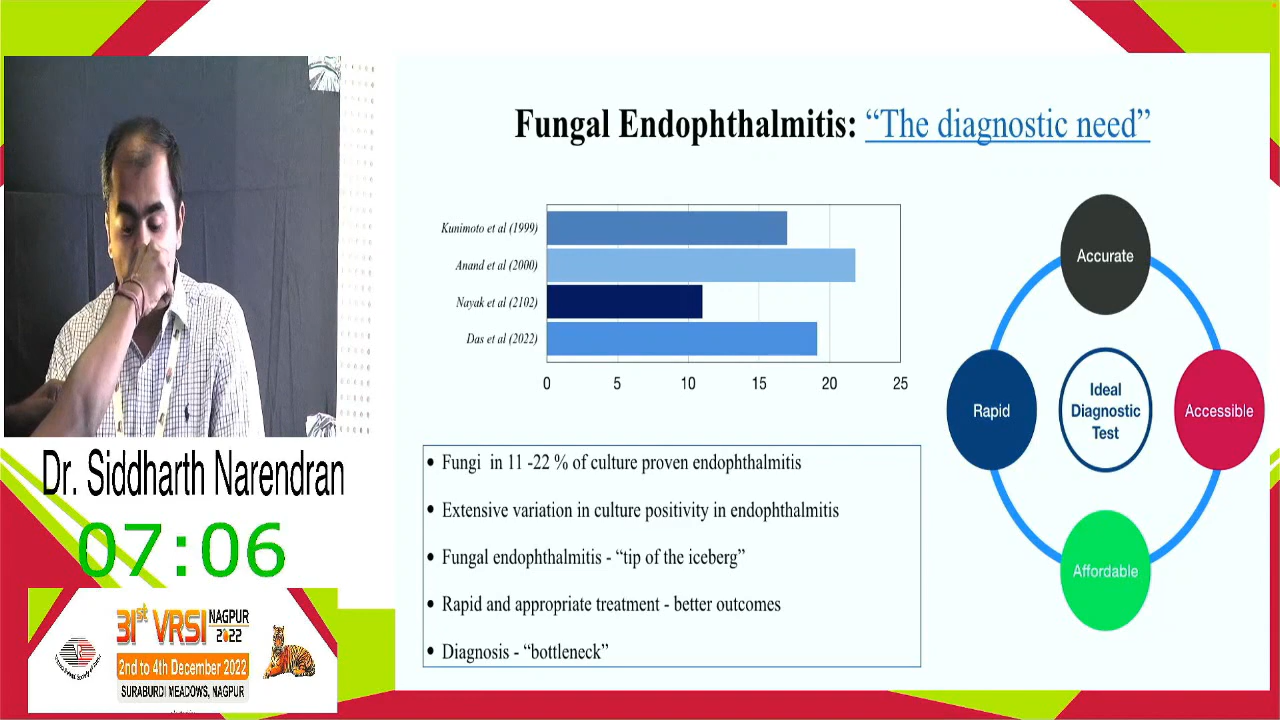 Fungal Endophthalmitis: “The diagnostic need”
Kunimoto et al (1999)
Anand et al (2000)
Nayak et al (2102)
Das et al (2022)
0 5 10 15 20 25
• Fungi in 11 -22 % of culture proven endophthalmitis
• Extensive variation in culture positivity in endophthalmitis
• Fungal endophthalmitis - “tip of the iceberg”
• Rapid and appropriate treatment - better outcomes
• Diagnosis - “bottleneck”
Accurate
Rapid
Ideal
Diagnostic
Test
Accessible
Affordable
Dr. Siddharth Narendran
07:06
31st VRSI NAGPUR
2022
2nd to 4th December 2022
SURABURDI MEADOWS, NAGPUR